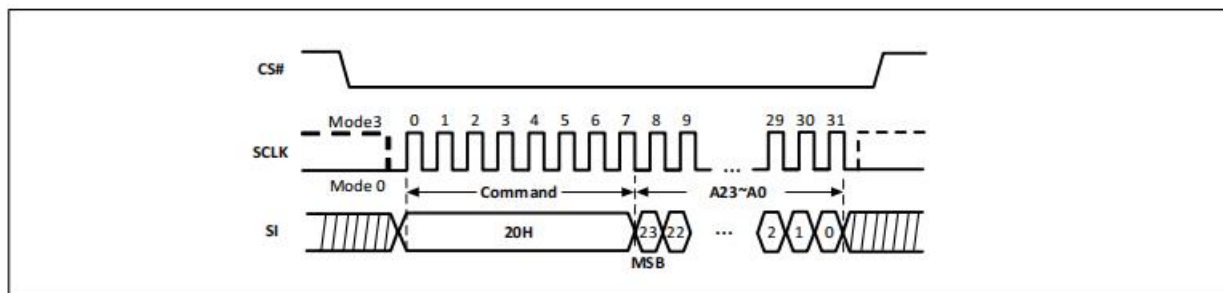 CS#
Mode3 0 1 2 3 4 5 6 7 8 9 29 30 31
SCLK ...
Mode 0 Command A23~A0
SI 20H 23 22 ... 2 1 0
MSB